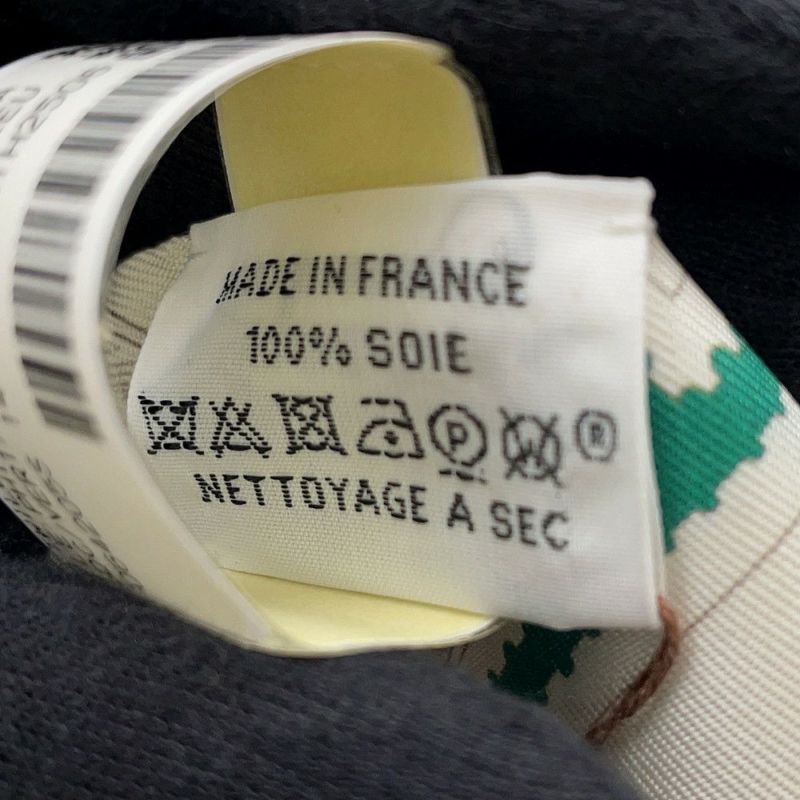 MADE IN FRANCE
100% SOIE
P W ®
NETTOYAGE A SEC